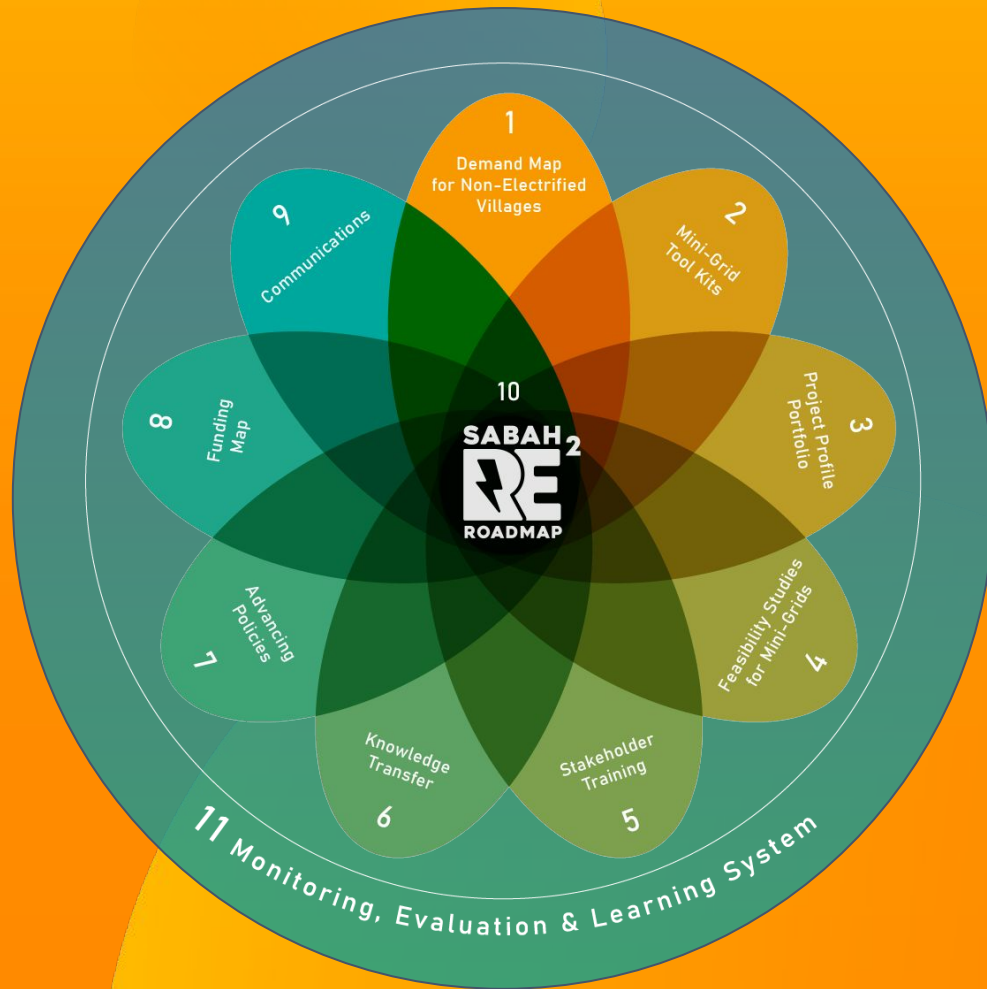 1
Demand Map
for Non-Electrified
Villages
2
Mini-Grid
Tool Kits
3
Project Profile
Portfolio
4
Feasibility Studies
for Mini-Grids
5
Stakeholder
Training
6
Knowledge
Transfer
7
Advancing
Policies
8
Funding
Map
9
Communications
10
SABAH
RE²
ROADMAP
11 Monitoring, Evaluation & Learning System